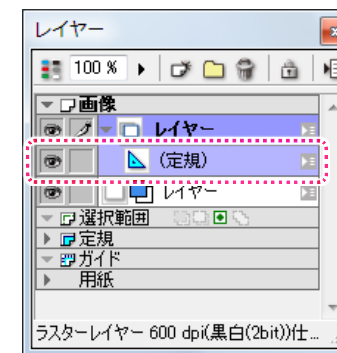 レイヤー
100 %
画像
レイヤー
(定規)
レイヤー
選択範囲
定規
ガイド
用紙
ラスターレイヤー 600 dpi(黒白(2bit))仕...